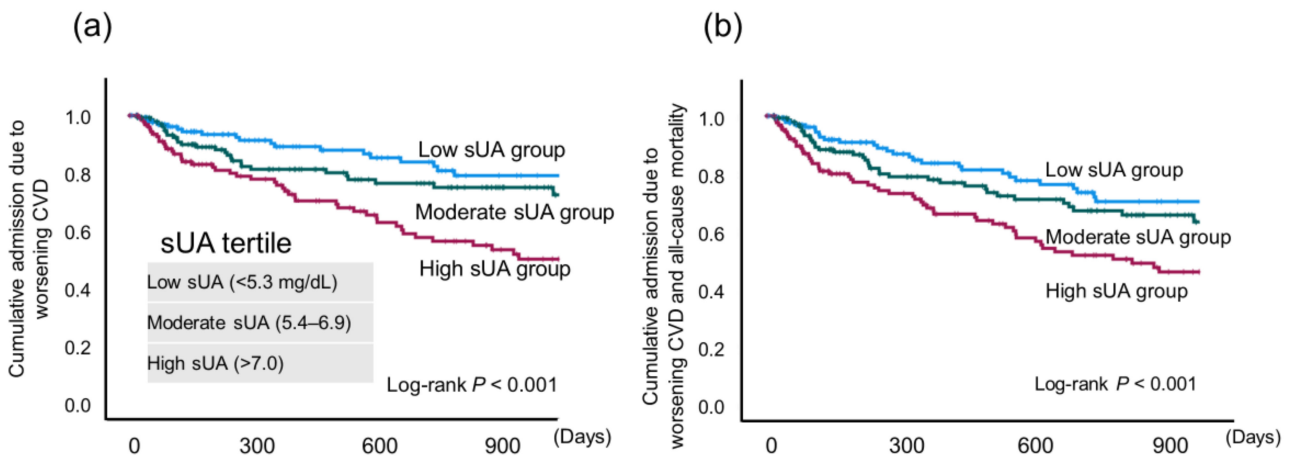 (a)
Cumulative admission due to
worsening CVD
1.0
0.8
0.6
0.4
0.2
0.0
Low sUA group
Moderate sUA group
High sUA group
sUA tertile
Low sUA (<5.3 mg/dL)
Moderate sUA (5.4–6.9)
High sUA (>7.0)
Log-rank P < 0.001
0 300 600 900 (Days)
(b)
Cumulative admission due to
worsening CVD and all-cause mortality
1.0
0.8
0.6
0.4
0.2
0.0
Low sUA group
Moderate sUA group
High sUA group
Log-rank P < 0.001
0 300 600 900 (Days)